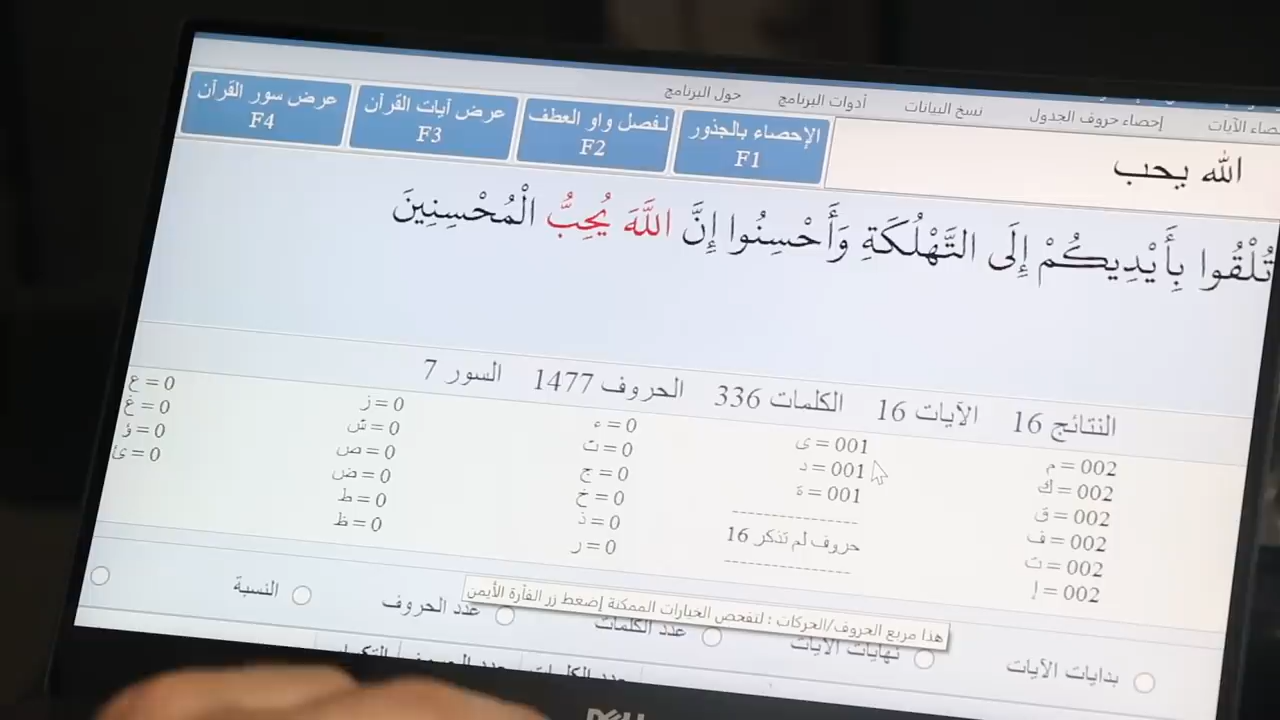 حول البرنامج أدوات البرنامج نسخ البيانات إحصاء حروف الجدول
عرض سور القرآن F4
عرض آيات القرآن F3
لفصل واو العطف F2
الإحصاء بالجذور F1
الله يحب
تُلْقُوا بِأَيْدِيكُمْ إِلَى التَّهْلُكَةِ وَأَحْسِنُوا إِنَّ اللَّهَ يُحِبُّ الْمُحْسِنِينَ
النتائج 16 الآيات 16 الكلمات 336 الحروف 1477 السور 7
م = 002
ك = 002
ق = 002
ف = 002
ت = 002
إ = 002
ى = 001
د = 001
ة = 001
--------------
حروف لم تذكر 16
--------------
ء = 0
ث = 0
ج = 0
خ = 0
ذ = 0
ر = 0
ز = 0
ش = 0
ص = 0
ض = 0
ط = 0
ظ = 0
ع = 0
غ = 0
ؤ = 0
ئ = 0
هذا مربع الحروف/الحركات : لتفحص الخيارات الممكنة إضغط زر الفأرة الأيمن
بدايات الآيات نهايات الآيات عدد الكلمات عدد الحروف النسبة
عدد الكلمات
DELL